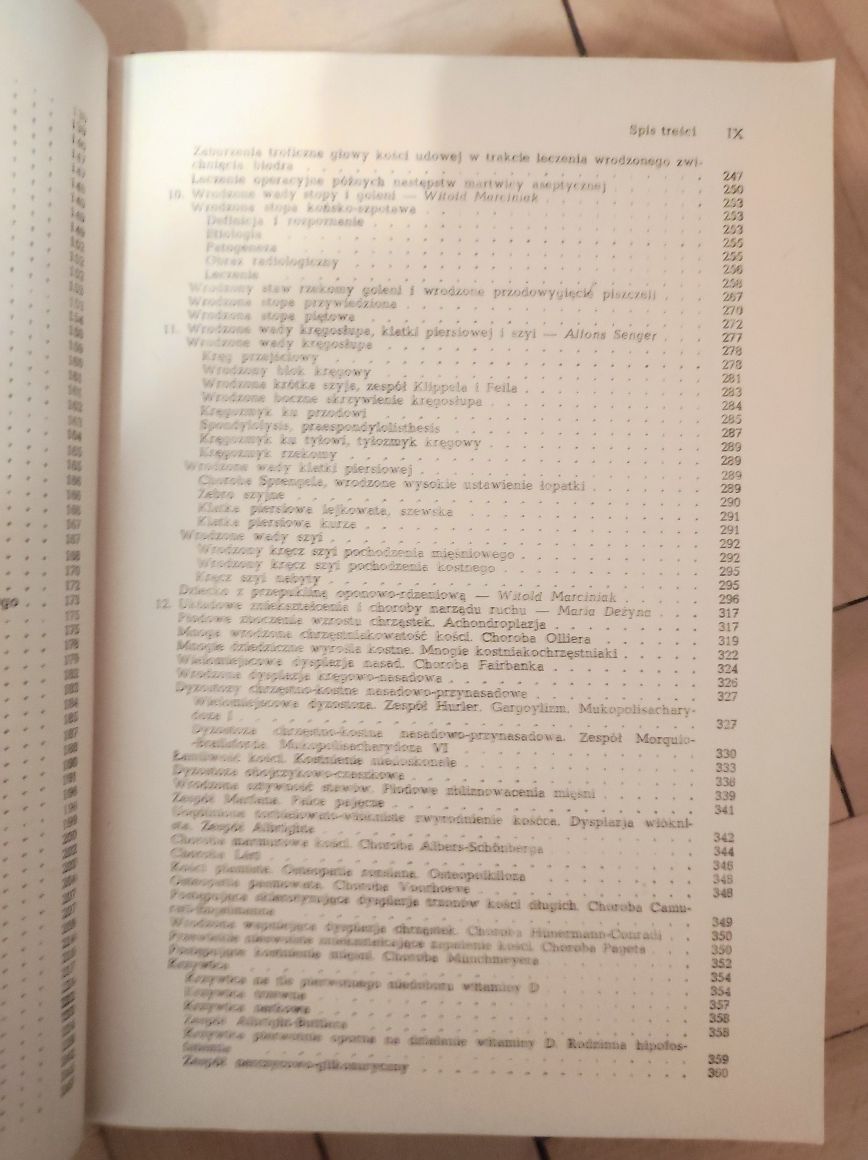 Spis treści IX
Zaburzenia troficzne głowy kości udowej w trakcie leczenia wrodzonego zwi-
chnięcia biodra 247
Leczenie operacyjne późnych następstw martwicy aseptycznej 250
10. Wrodzone wady stopy i goleni — Witold Marciniak 253
Wrodzona stopa końsko-szpotawa 253
Definicja i rozpoznanie 253
Etiologia 255
Patogeneza 255
Obraz radiologiczny 256
Leczenie 258
Wrodzony staw rzekomy goleni i wrodzone przodowygięcie piszczeli 267
Wrodzona stopa przywiedziona 270
Wrodzona stopa piętowa 272
11. Wrodzone wady kręgosłupa, klatki piersiowej i szyi — Alfons Senger 277
Wrodzone wady kręgosłupa 278
Kręg przejściowy 278
Wrodzony blok kręgowy 281
Wrodzona krótka szyja, zespół Klippela i Feila 283
Wrodzone boczne skrzywienie kręgosłupa 284
Kręgozmyk ku przodowi 285
Spondylolysis, praespondylolisthesis 287
Kręgozmyk ku tyłowi, tyłozmyk kręgowy 289
Kręgozmyk rzekomy 289
Wrodzone wady klatki piersiowej 289
Choroba Sprengela, wrodzone wysokie ustawienie łopatki 289
Żebro szyjne 290
Klatka piersiowa lejkowata, szewska 291
Klatka piersiowa kurza 291
Wrodzone wady szyi 292
Wrodzony kręcz szyi pochodzenia mięśniowego 292
Wrodzony kręcz szyi pochodzenia kostnego 295
Kręcz szyi nabyty 295
Dziecko z przepukliną oponowo-rdzeniową — Witold Marciniak 296
12. Układowe zniekształcenia i choroby narządu ruchu — Maria Dežyna 317
Płodowe zboczenia wzrostu chrząstek. Achondroplazja 317
Mnoga wrodzona chrzęstniakowatość kości. Choroba Olliera 319
Mnogie dziedziczne wyrośla kostne. Mnogie kostniakochrzęstniaki 322
Wielomiejscowa dysplazja nasad. Choroba Fairbanka 324
Wrodzona dysplazja kręgowo-nasadowa 326
Dyzostozy chrzęstno-kostne nasadowo-przynasadowe 327
Wielomiejscowa dyzostoza. Zespół Hurler. Gargoylizm. Mukopolisachary-
doza I 327
Dyzostoza chrzęstno-kostna nasadowo-przynasadowa. Zespół Morquio-
-Brailsforda. Mukopolisacharydoza VI 330
Łamliwość kości. Kostnienie niedoskonałe 333
Dyzostoza obojczykowo-czaszkowa 336
Wrodzona sztywność stawów. Płodowe zbliznowacenia mięśni 339
Zespół Marfana. Palce pajęcze 341
torbielowato-włókniste zwyrodnienie kośćca. Dysplazja włókni-
sta. Zespół Albrighta 342
Choroba marmurowa kości. Choroba Albers-Schönberga 344
Choroba Léri 346
Kości plamiste. Osteopatia zsiadana. Osteopoikiloza 348
Osteopatia prążkowana. Choroba Voorhoeve 348
Postępująca sklerotyzująca dysplazja trzonów kości długich. Choroba Camu-
rati-Engelmanna 349
Wrodzona wapniejąca dysplazja chrząstek. Choroba Hünermann-Conradi 350
Przewlekłe nieswoiste zniekształcające zapalenie kości. Choroba Pageta 350
Postępujące kostnienie mięśni. Choroba Münchmeyera 352
Krzywica 354
Krzywica na tle pierwotnego niedoboru witaminy D 354
Krzywica 357
Krzywica nerkowa 358
Zespół Albright-Butlera 358
Krzywica pierwotnie oporna na działanie witaminy D. Rodzinna hipofos-
fatemia 359
Zespół 360